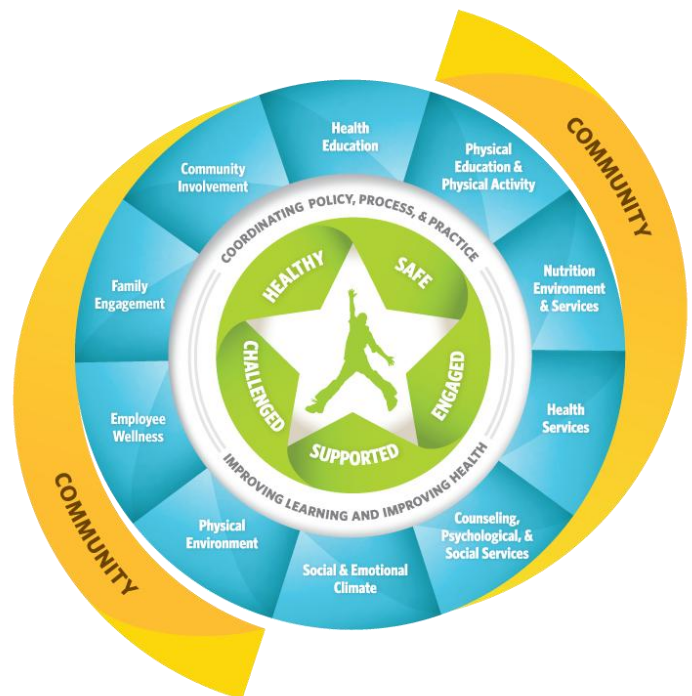 COMMUNITY
Health
Education
Physical
Education &
Physical Activity
Nutrition
Environment
& Services
Health
Services
Counseling,
Psychological, &
Social Services
Social & Emotional
Climate
Physical
Environment
Employee
Wellness
Family
Engagement
Community
Involvement
COORDINATING POLICY, PROCESS, & PRACTICE
IMPROVING LEARNING AND IMPROVING HEALTH
HEALTHY
SAFE
ENGAGED
SUPPORTED
CHALLENGED
COMMUNITY